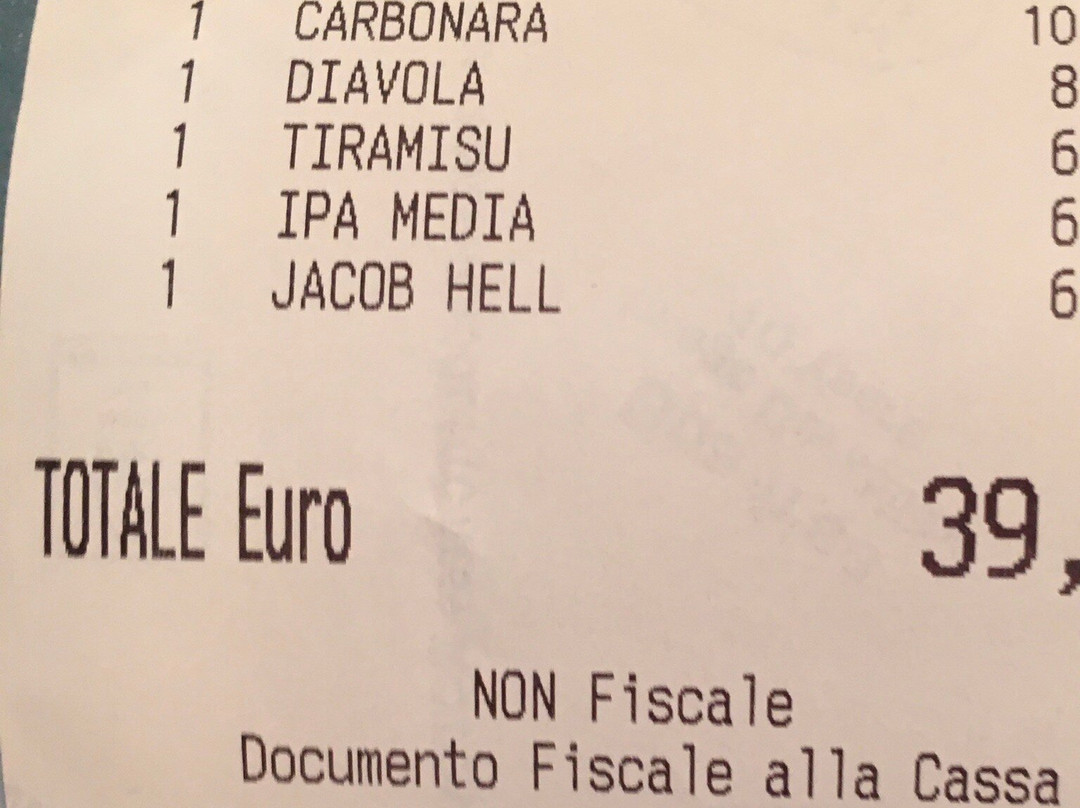 1 CARBONARA 10
1 DIAVOLA 8
1 TIRAMISU 6
1 IPA MEDIA 6
1 JACOB HELL 6
TOTALE Euro 39,
NON Fiscale
Documento Fiscale alla Cassa